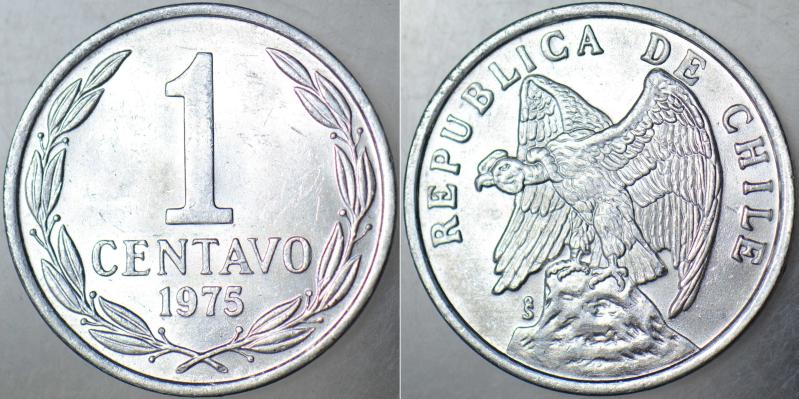 1
CENTAVO
1975
REPUBLICA DE CHILE